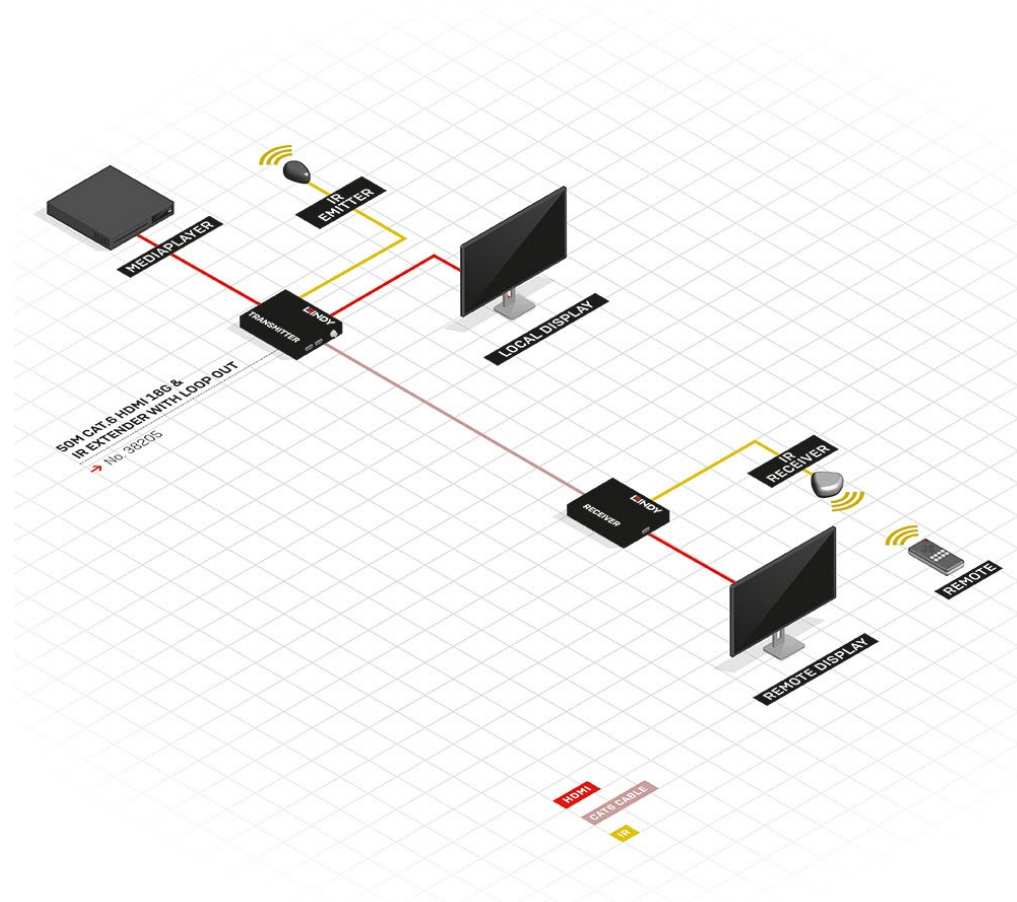 IR
EMITTER
MEDIAPLAYER
LINDY
TRANSMITTER
LOCAL DISPLAY
50M CAT.6 HDMI 18G &
IR EXTENDER WITH LOOP OUT
No. 38205
IR
RECEIVER
LINDY
RECEIVER
REMOTE
REMOTE DISPLAY
HDMI
CAT6 CABLE
IR